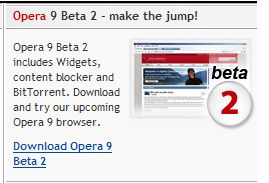 Opera 9 Beta 2 - make the jump!
Opera 9 Beta 2
includes Widgets,
content blocker and
BitTorrent. Download
and try our upcoming
Opera 9 browser.
Download Opera 9
Beta 2
beta
2